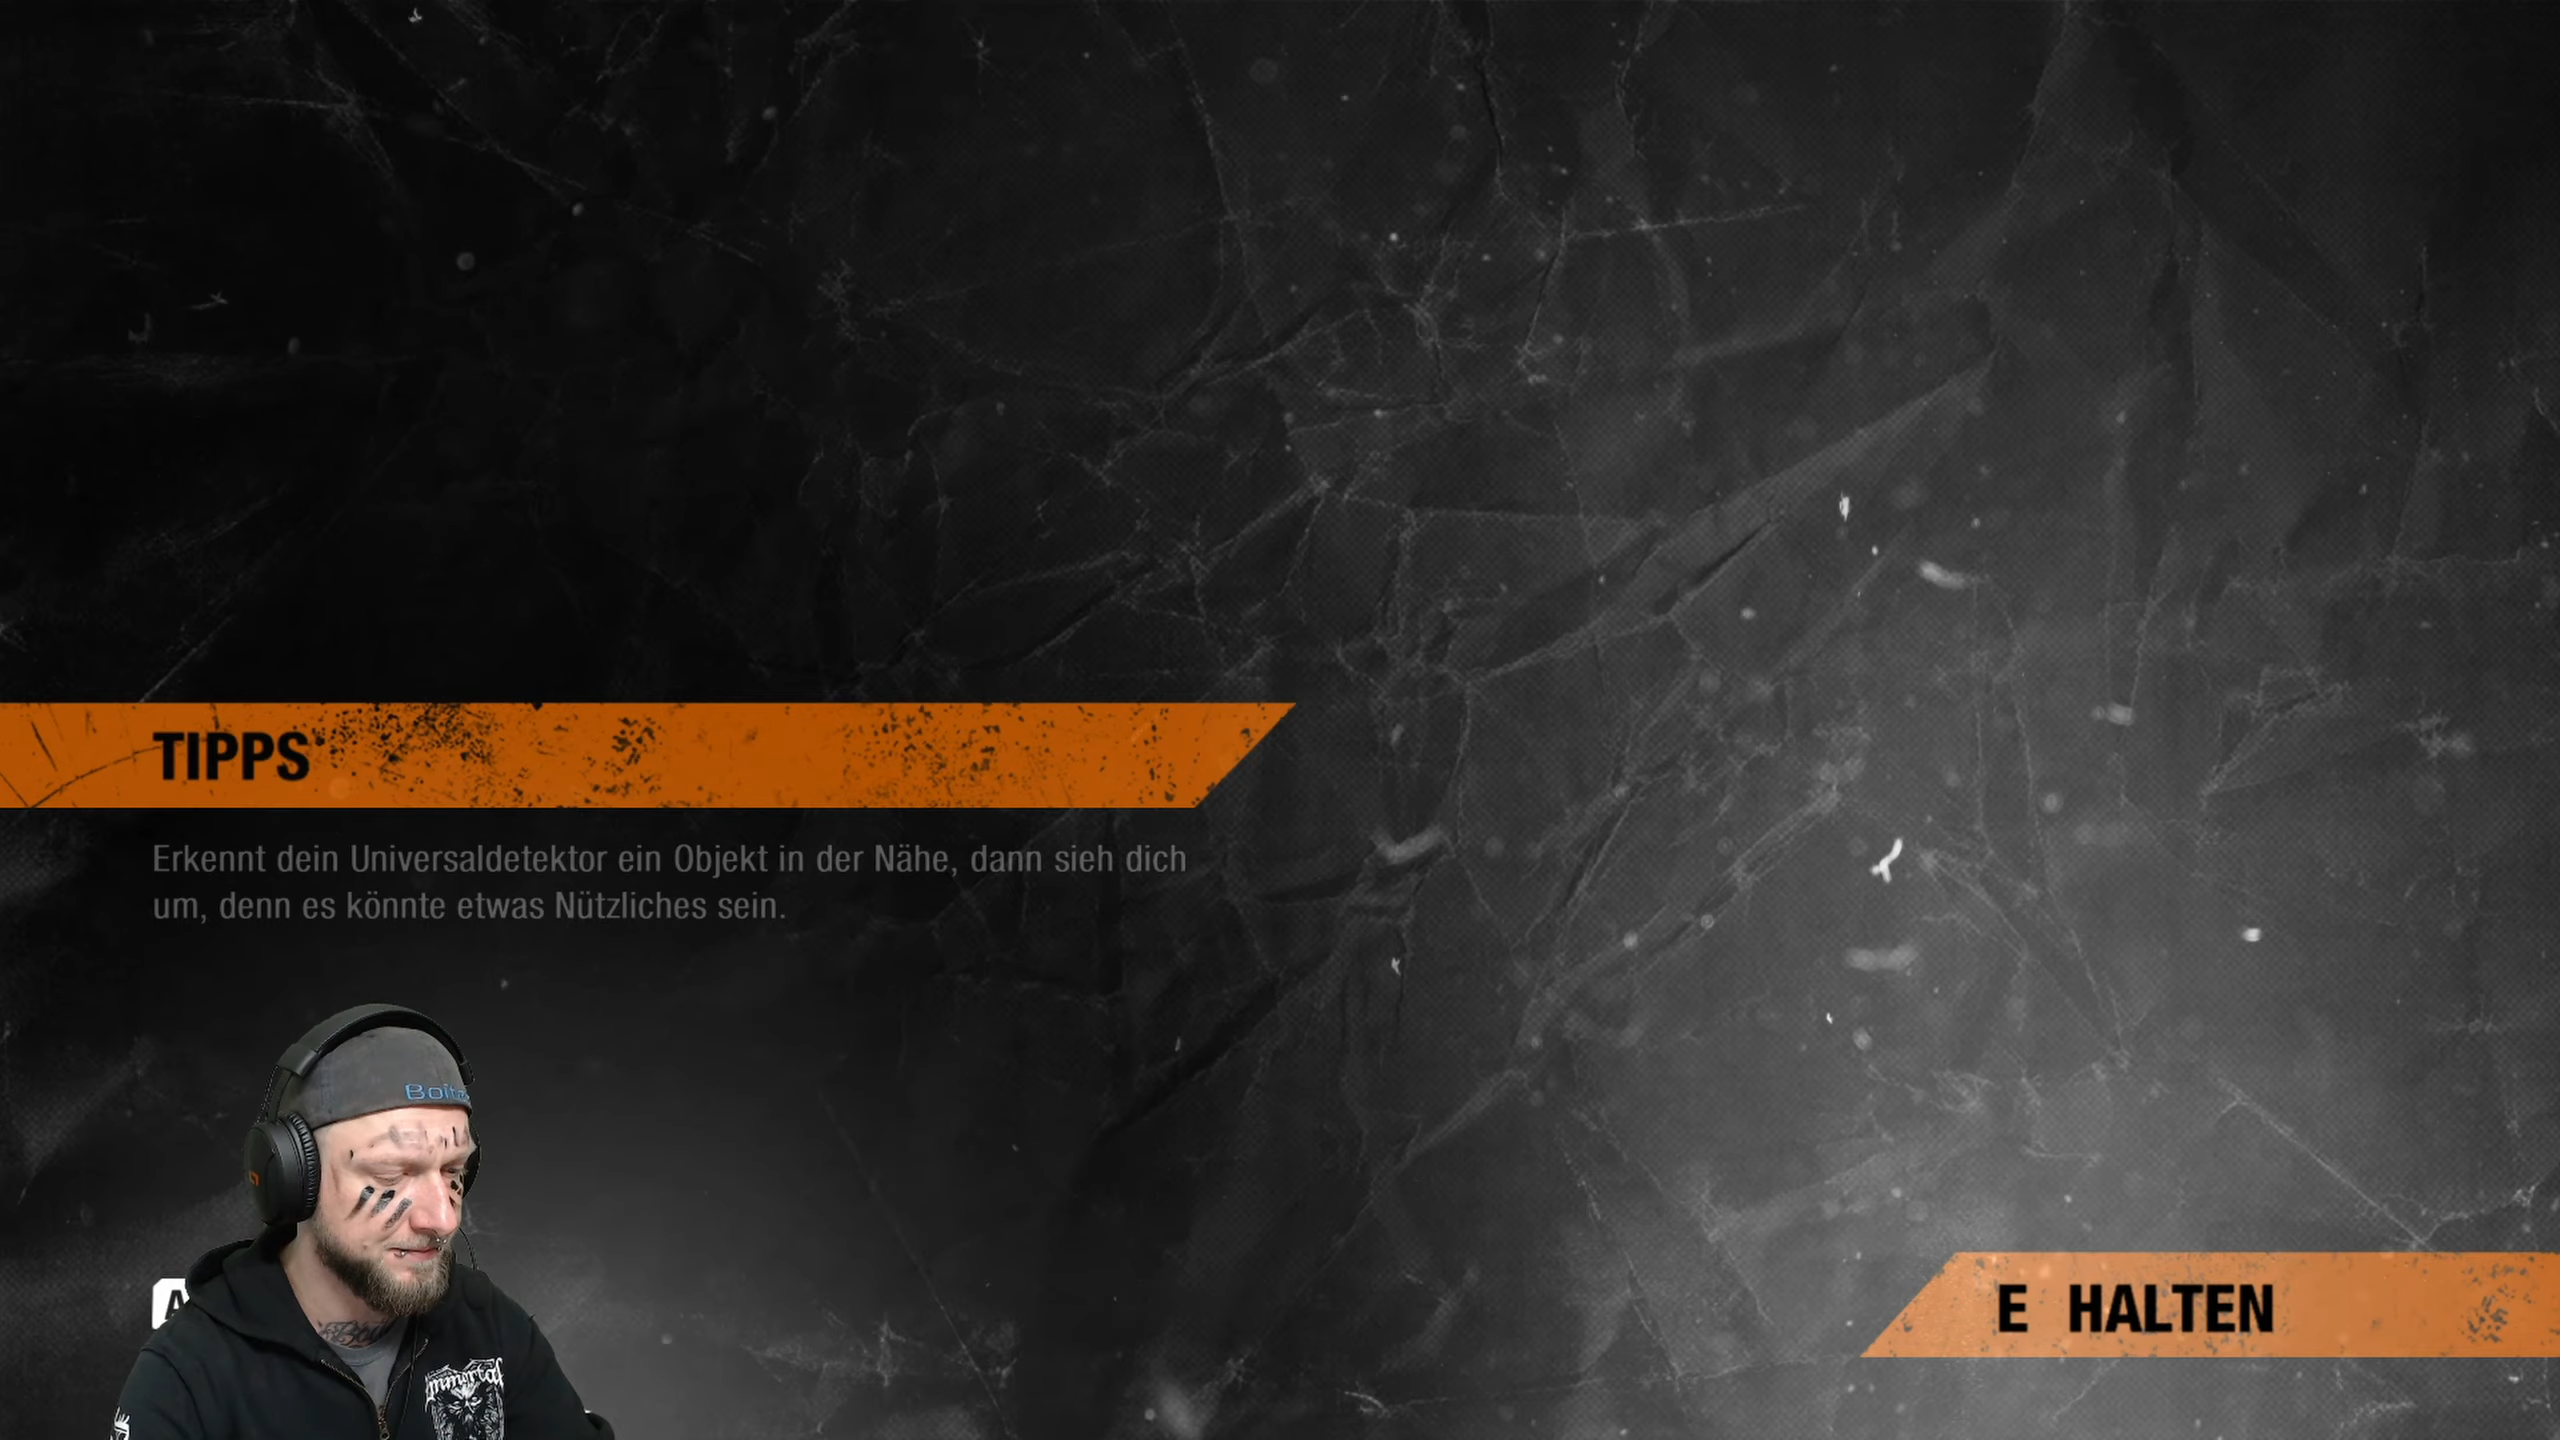 TIPPS
Erkennt dein Universaldetektor ein Objekt in der Nähe, dann sieh dich
um, denn es könnte etwas Nützliches sein.
E HALTEN